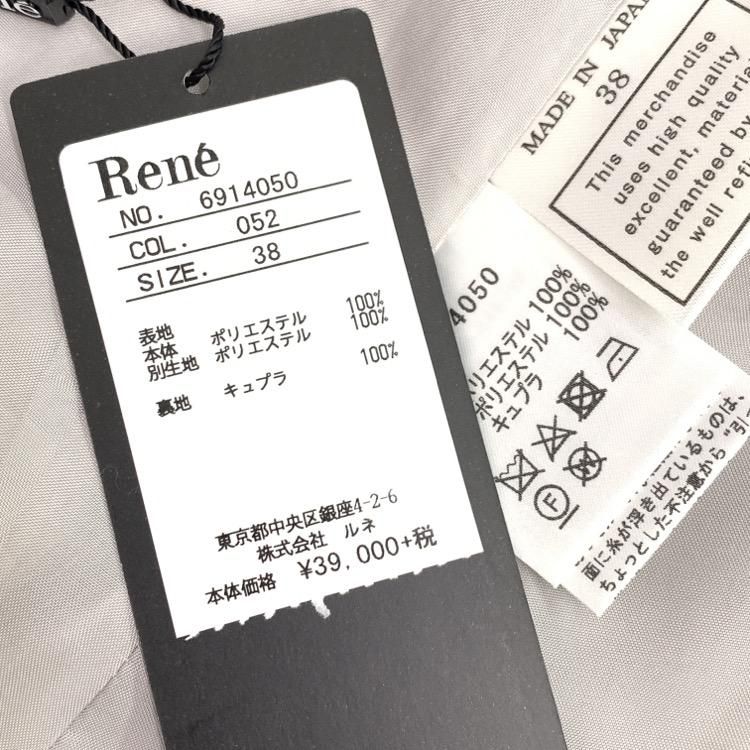 René
NO. 6914050
COL. 052
SIZE. 38
表地
本体 ポリエステル 100%
別生地 ポリエステル 100%
裏地 キュプラ 100%
東京都中央区銀座4-2-6
株式会社 ルネ
本体価格 ¥39,000+税
MADE IN JAPAN
38
This merchandise
uses high quality
excellent, material
guaranteed by
the well
4050
ポリエステル 100%
ポリエステル 100%
キュプラ 100%
面に糸が浮き出ているものは、
ちょっとした不注意から